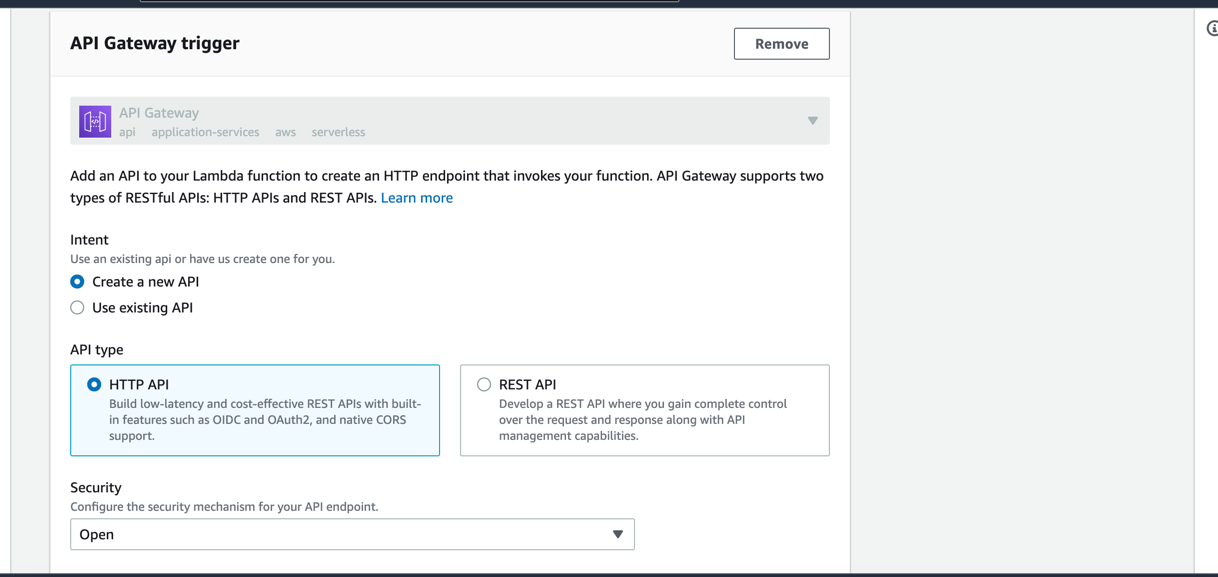 API Gateway trigger
Remove
API Gateway
api application-services aws serverless
Add an API to your Lambda function to create an HTTP endpoint that invokes your function. API Gateway supports two
types of RESTful APIs: HTTP APIs and REST APIs. Learn more
Intent
Use an existing api or have us create one for you.
Create a new API
Use existing API
API type
HTTP API
Build low-latency and cost-effective REST APIs with built-
in features such as OIDC and OAuth2, and native CORS
support.
REST API
Develop a REST API where you gain complete control
over the request and response along with API
management capabilities.
Security
Configure the security mechanism for your API endpoint.
Open